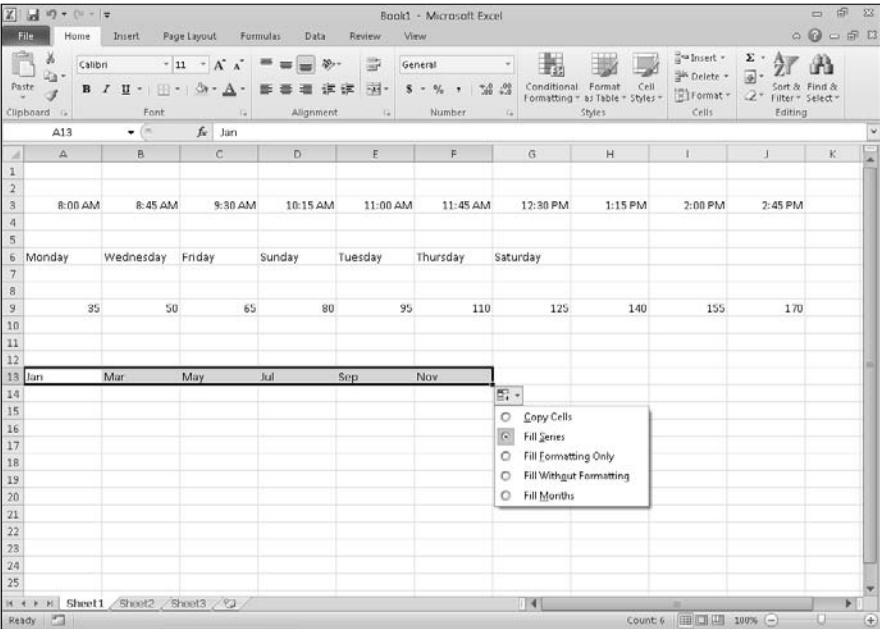 Book1 - Microsoft Excel
File Home Insert Page Layout Formulas Data Review View
Paste
Calibri 11 A A
B I U A
General
$ % ,
Conditional Formatting
Format as Table
Cell Styles
Insert
Delete
Format
Σ
Sort & Filter
Find & Select
Clipboard Font Alignment Number Styles Cells Editing
A13 fx Jan
A B C D E F G H I J K
1
2
3 8:00 AM 8:45 AM 9:30 AM 10:15 AM 11:00 AM 11:45 AM 12:30 PM 1:15 PM 2:00 PM 2:45 PM
4
5
6 Monday Wednesday Friday Sunday Tuesday Thursday Saturday
7
8
9 35 50 65 80 95 110 125 140 155 170
10
11
12
13 Jan Mar May Jul Sep Nov
14
15
Copy Cells
16
Fill Series
17
Fill Formatting Only
18
Fill Without Formatting
19
Fill Months
20
21
22
23
24
25
Sheet1 Sheet2 Sheet3
Ready Count: 6 100%